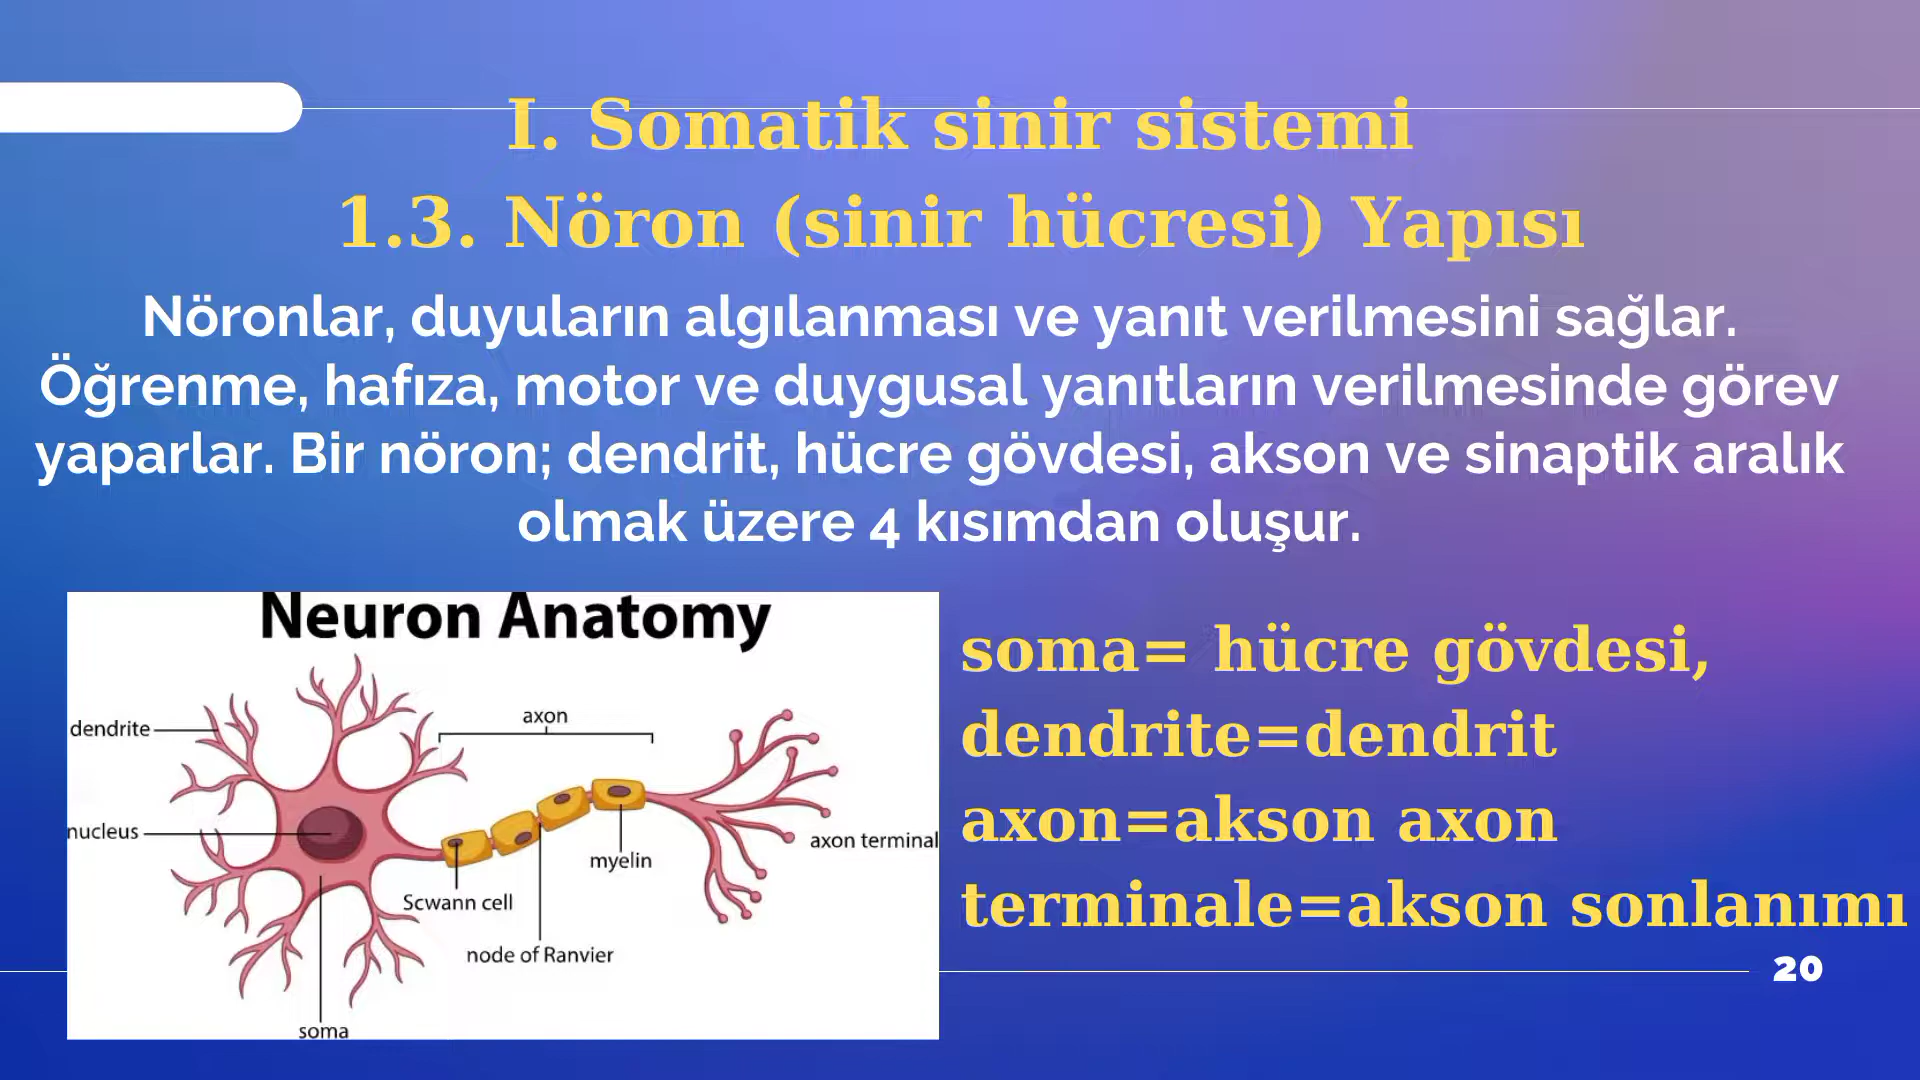 I. Somatik sinir sistemi
1.3. Nöron (sinir hücresi) Yapısı
Nöronlar, duyuların algılanması ve yanıt verilmesini sağlar.
Öğrenme, hafıza, motor ve duygusal yanıtların verilmesinde görev
yaparlar. Bir nöron; dendrit, hücre gövdesi, akson ve sinaptik aralık
olmak üzere 4 kısımdan oluşur.
Neuron Anatomy
dendrite
axon
nucleus
axon terminal
myelin
Scwann cell
node of Ranvier
soma
soma= hücre gövdesi,
dendrite=dendrit
axon=akson axon
terminale=akson sonlanımı
20